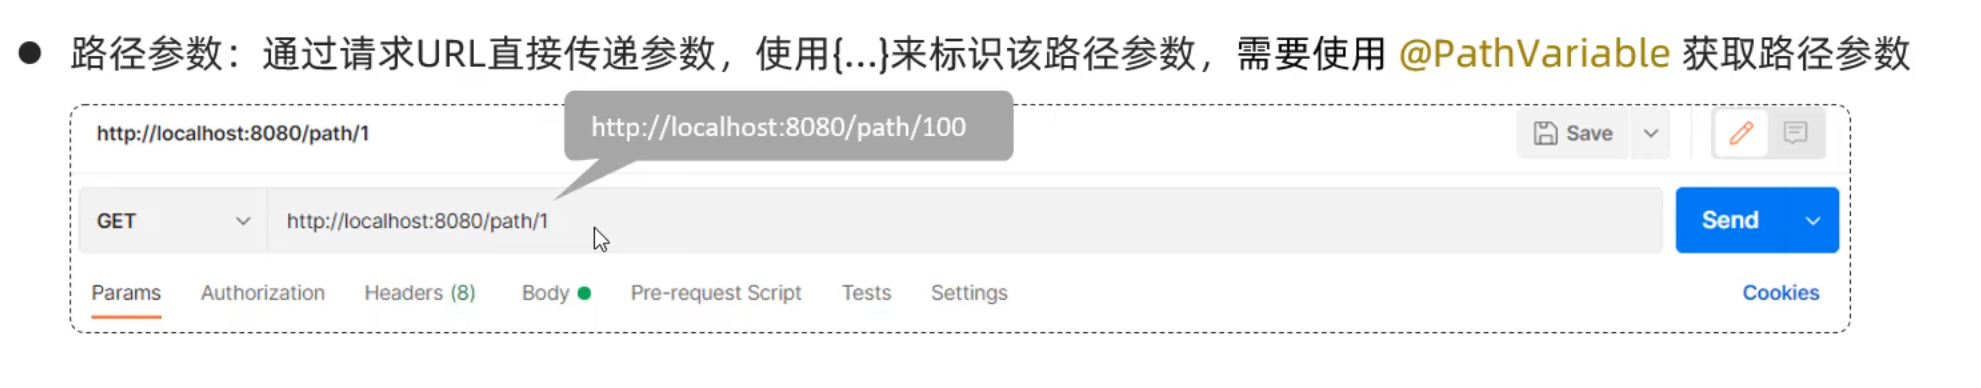 ● 路径参数：通过请求URL直接传递参数，使用{...}来标识该路径参数，需要使用 @PathVariable 获取路径参数
http://localhost:8080/path/1
http://localhost:8080/path/100
Save
GET
http://localhost:8080/path/1
Send
Params Authorization Headers (8) Body Pre-request Script Tests Settings Cookies